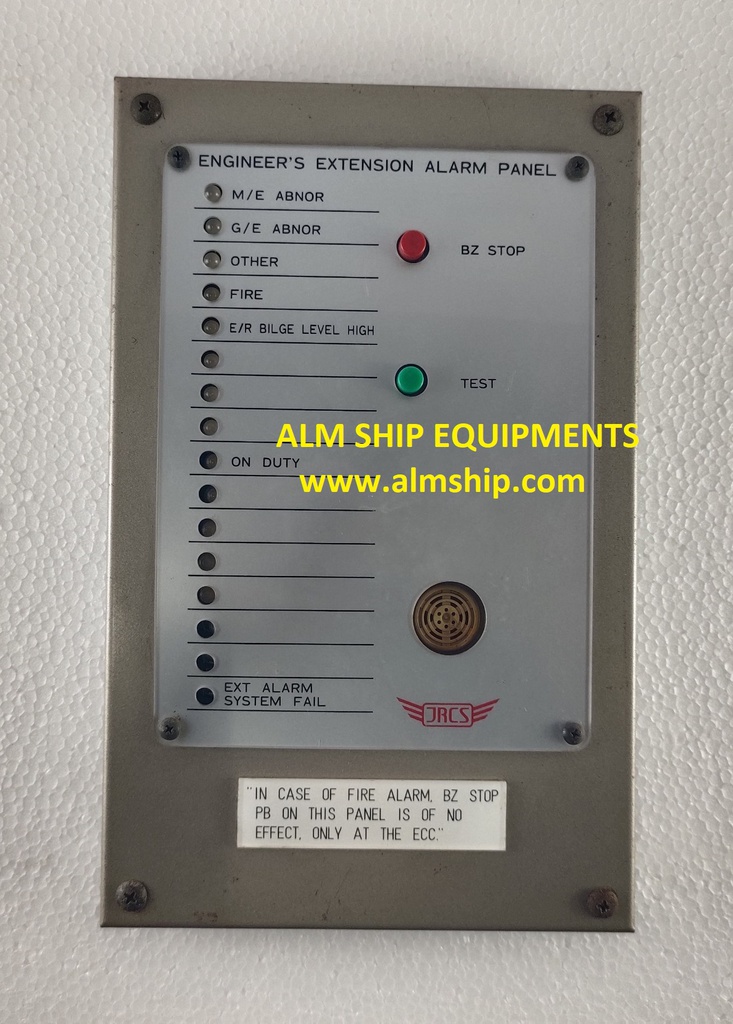 ENGINEER'S EXTENSION ALARM PANEL
M/E ABNOR
G/E ABNOR
BZ STOP
OTHER
FIRE
E/R BILGE LEVEL HIGH
TEST
ALM SHIP EQUIPMENTS
ON DUTY
www.almship.com
EXT ALARM
SYSTEM FAIL
JRCS
"IN CASE OF FIRE ALARM, BZ STOP
PB ON THIS PANEL IS OF NO
EFFECT, ONLY AT THE ECC."